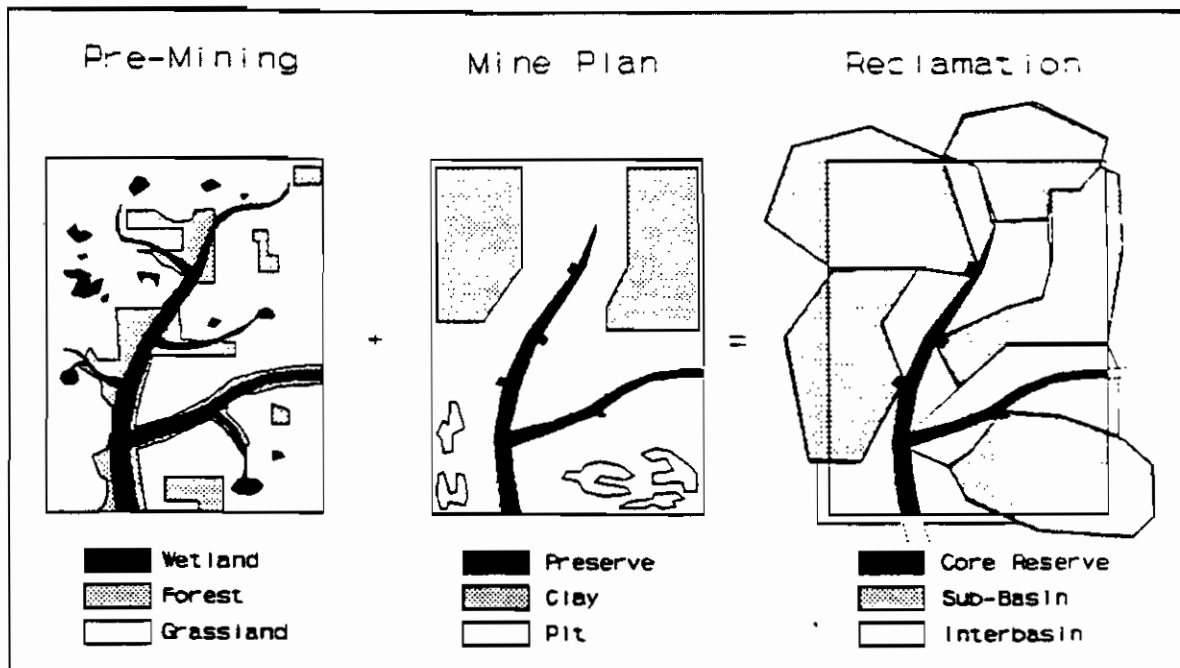 Pre-Mining
Mine Plan
Reclamation
+
=
Wetland
Forest
Grassland
Preserve
Clay
Pit
Core Reserve
Sub-Basin
Interbasin